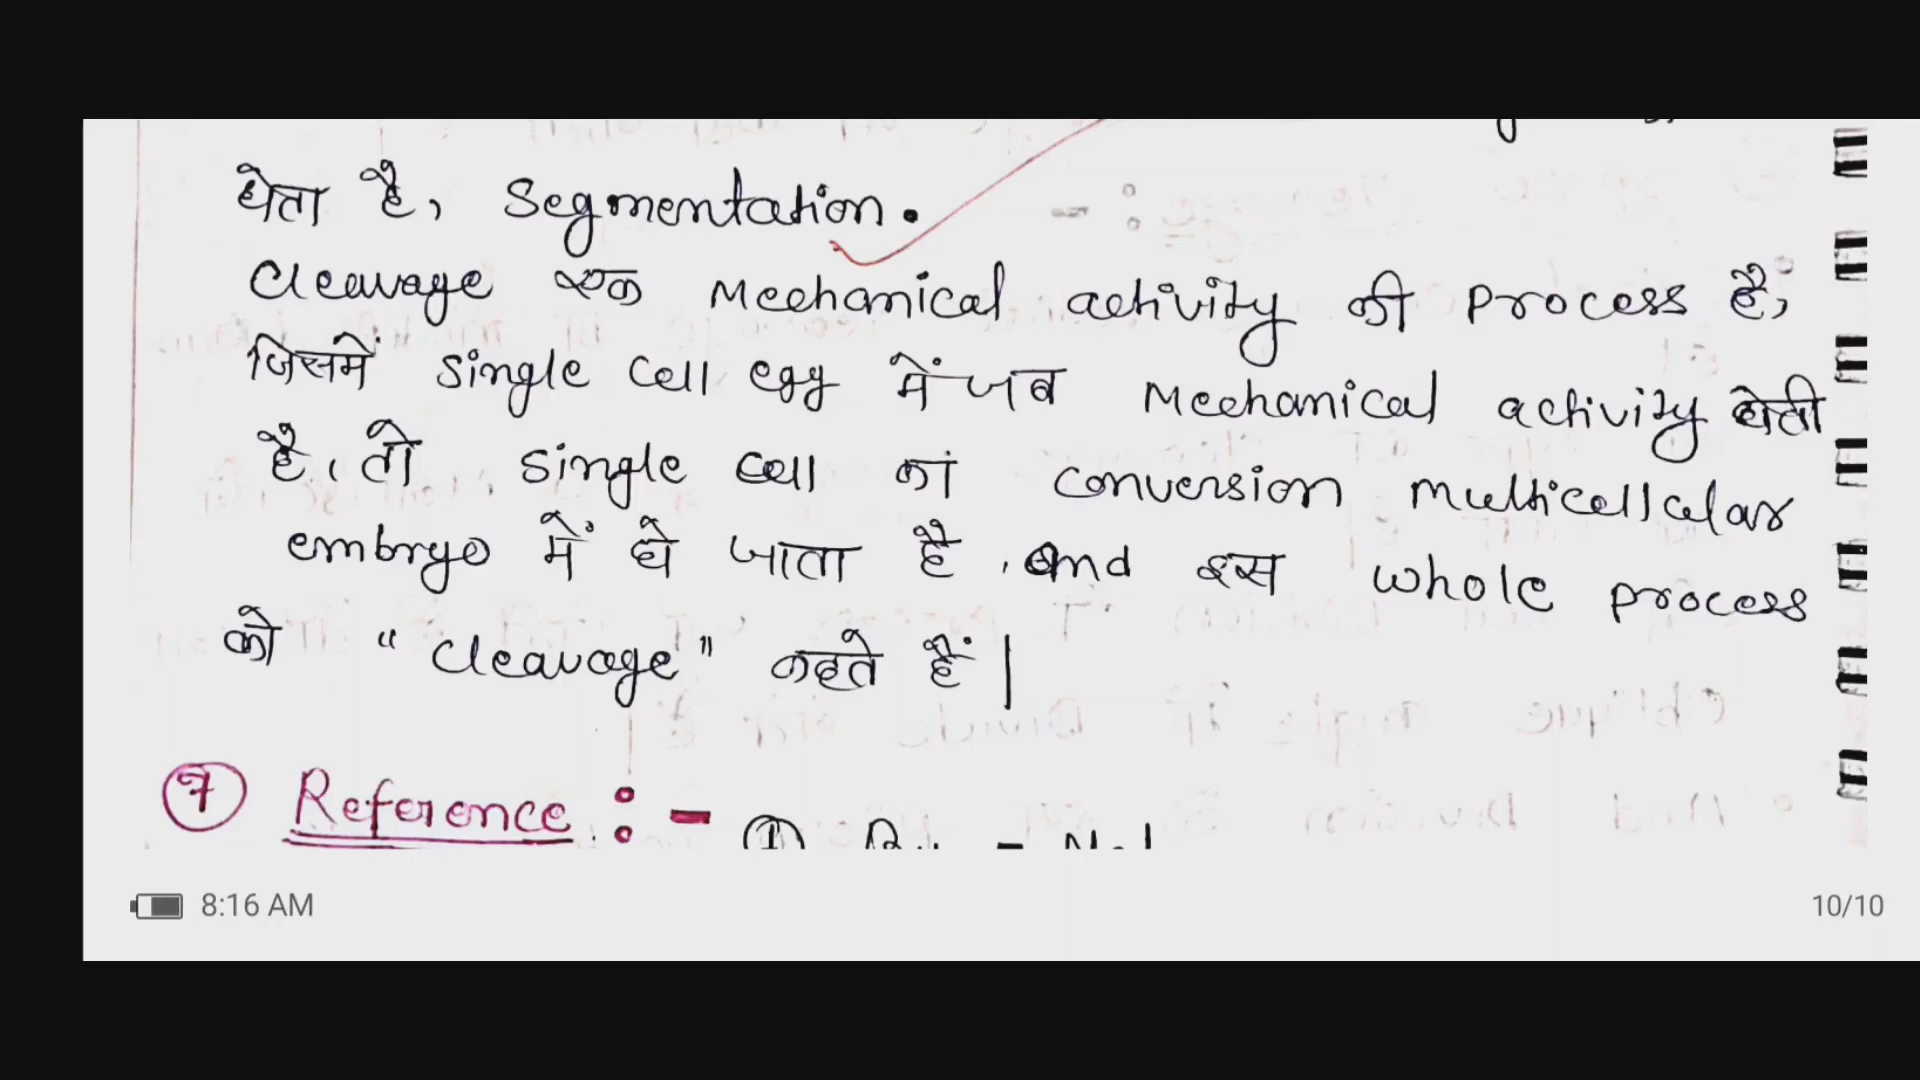 होता है, Segmentation.
Cleavage एक Mechanical activity की process है,
जिसमें single cell egg में जब Mechanical activity होती
है, तो single cell का conversion multicellcular
embryo में हो जाता है, and इस whole process
को “Cleavage” कहते हैं|
7 Reference :-
8:16 AM
10/10